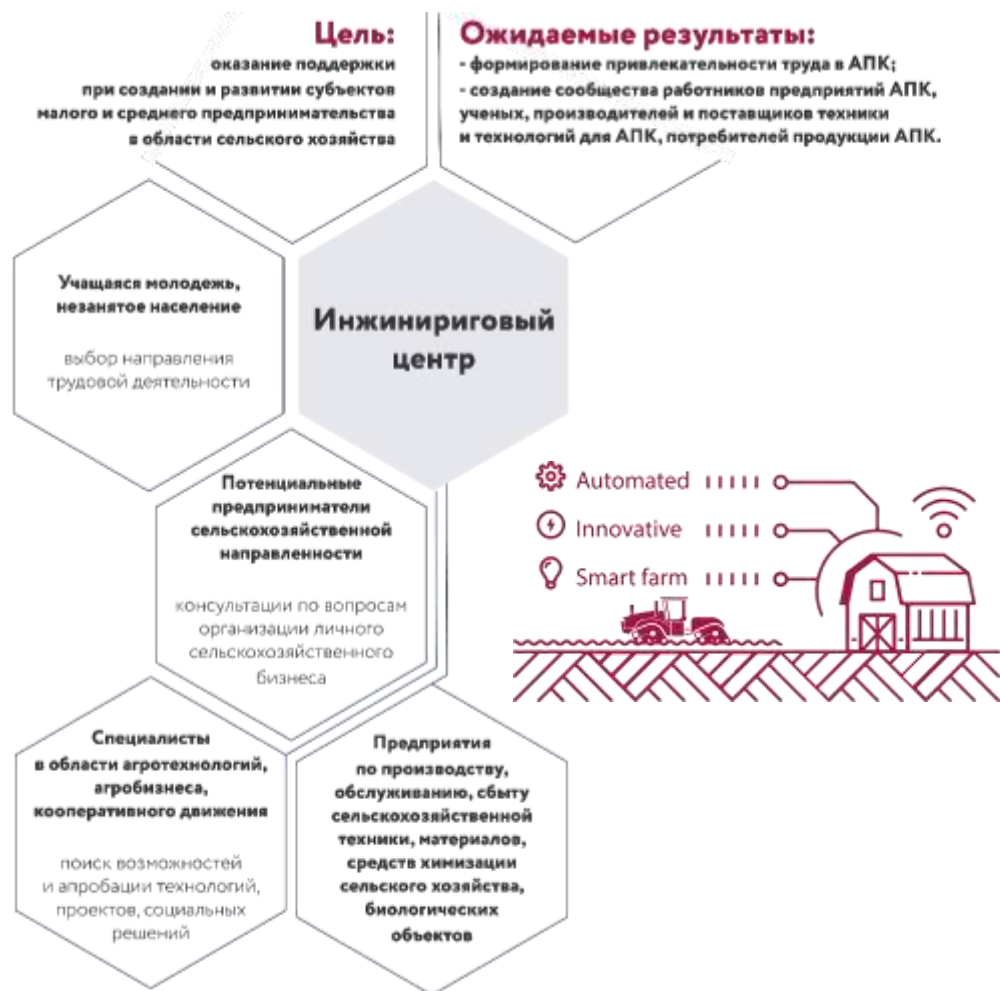 Цель:
оказание поддержки
при создании и развитии субъектов
малого и среднего предпринимательства
в области сельского хозяйства
Ожидаемые результаты:
- формирование привлекательности труда в АПК;
- создание сообщества работников предприятий АПК,
ученых, производителей и поставщиков техники
и технологий для АПК, потребителей продукции АПК.
Учащаяся молодежь,
незанятое население
выбор направления
трудовой деятельности
Инжинириговый
центр
Потенциальные
предприниматели
сельскохозяйственной
направленности
консультации по вопросам
организации личного
сельскохозяйственного
бизнеса
Automated
Innovative
Smart farm
Специалисты
в области агротехнологий,
агробизнеса,
кооперативного движения
поиск возможностей
и апробации технологий,
проектов, социальных
решений
Предприятия
по производству,
обслуживанию, сбыту
сельскохозяйственной
техники, материалов,
средств химизации
сельского хозяйства,
биологических
объектов